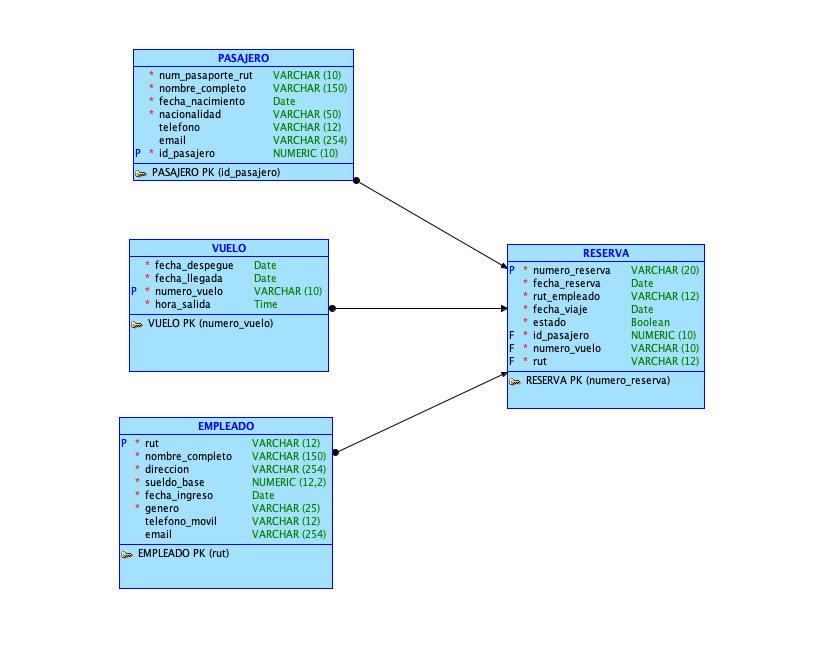 PASAJERO
* num_pasaporte_rut VARCHAR (10)
* nombre_completo VARCHAR (150)
* fecha_nacimiento Date
* nacionalidad VARCHAR (50)
telefono VARCHAR (12)
email VARCHAR (254)
P * id_pasajero NUMERIC (10)
PASAJERO PK (id_pasajero)
VUELO
* fecha_despegue Date
* fecha_llegada Date
P * numero_vuelo VARCHAR (10)
* hora_salida Time
VUELO PK (numero_vuelo)
RESERVA
P * numero_reserva VARCHAR (20)
* fecha_reserva Date
* rut_empleado VARCHAR (12)
* fecha_viaje Date
* estado Boolean
F * id_pasajero NUMERIC (10)
F * numero_vuelo VARCHAR (10)
F * rut VARCHAR (12)
RESERVA PK (numero_reserva)
EMPLEADO
P * rut VARCHAR (12)
* nombre_completo VARCHAR (150)
* direccion VARCHAR (254)
* sueldo_base NUMERIC (12,2)
* fecha_ingreso Date
* genero VARCHAR (25)
telefono_movil VARCHAR (12)
email VARCHAR (254)
EMPLEADO PK (rut)